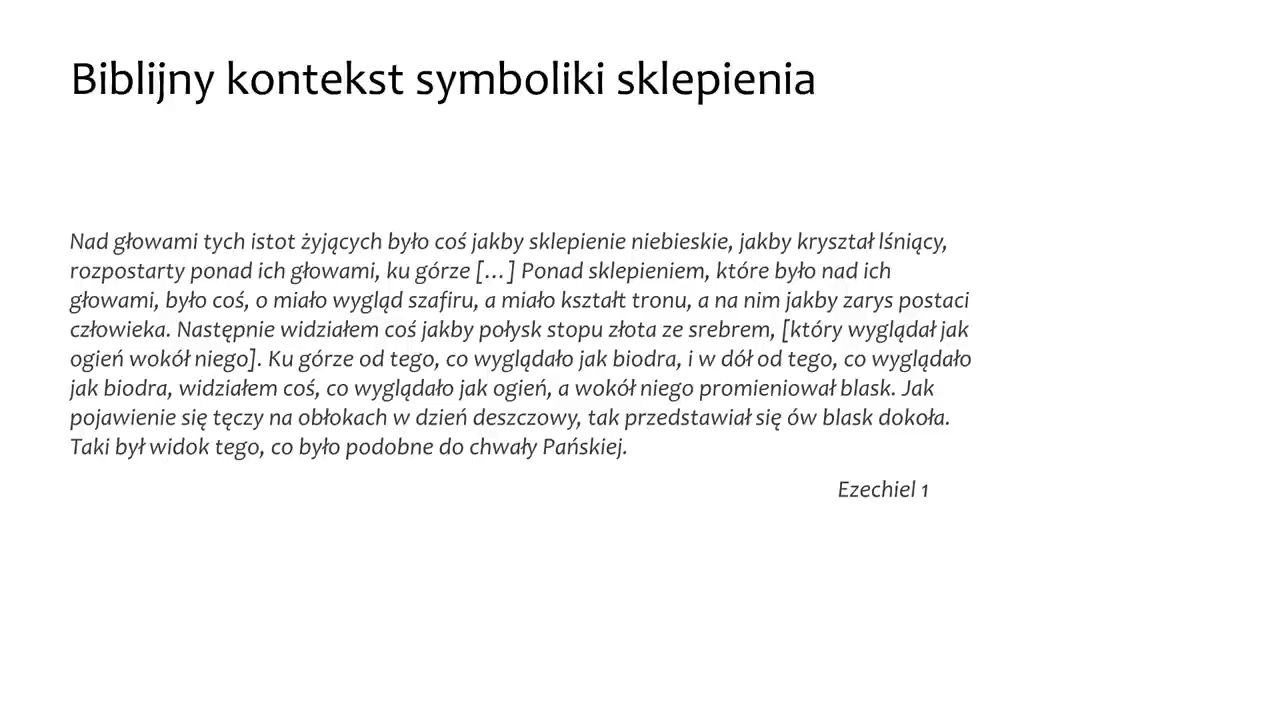 Biblijny kontekst symboliki sklepienia
Nad głowami tych istot żyjących było coś jakby sklepienie niebieskie, jakby kryształ lśniący,
rozpostarty ponad ich głowami, ku górze […] Ponad sklepieniem, które było nad ich
głowami, było coś, o miało wygląd szafiru, a miało kształt tronu, a na nim jakby zarys postaci
człowieka. Następnie widziałem coś jakby połysk stopu złota ze srebrem, [który wyglądał jak
ogień wokół niego]. Ku górze od tego, co wyglądało jak biodra, i w dół od tego, co wyglądało
jak biodra, widziałem coś, co wyglądało jak ogień, a wokół niego promieniował blask. Jak
pojawienie się tęczy na obłokach w dzień deszczowy, tak przedstawiał się ów blask dokoła.
Taki był widok tego, co było podobne do chwały Pańskiej.
Ezechiel 1